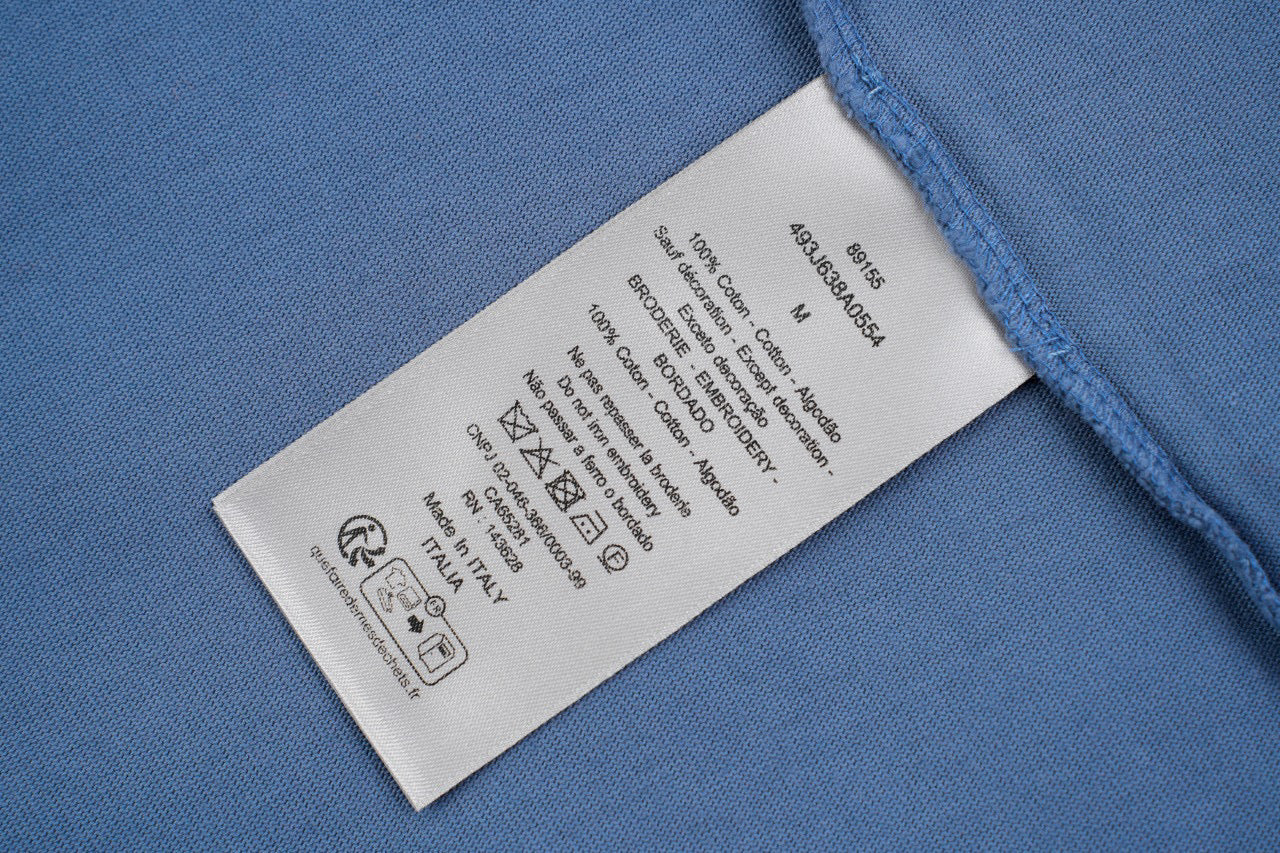 89155
493J638A0554
M
100% Coton - Cotton - Algodão
Sauf décoration - Except decoration -
Exceto decoração
BRODERIE - EMBROIDERY -
BORDADO
100% Coton - Cotton - Algodão
Ne pas repasser la broderie
Do not iron embroidery
Não passar a ferro o bordado
F
CNPJ 02-046-366/0003-99
CA65281
RN : 143628
Made In ITALY
ITALIA
FR
quefairedemesdechets.fr